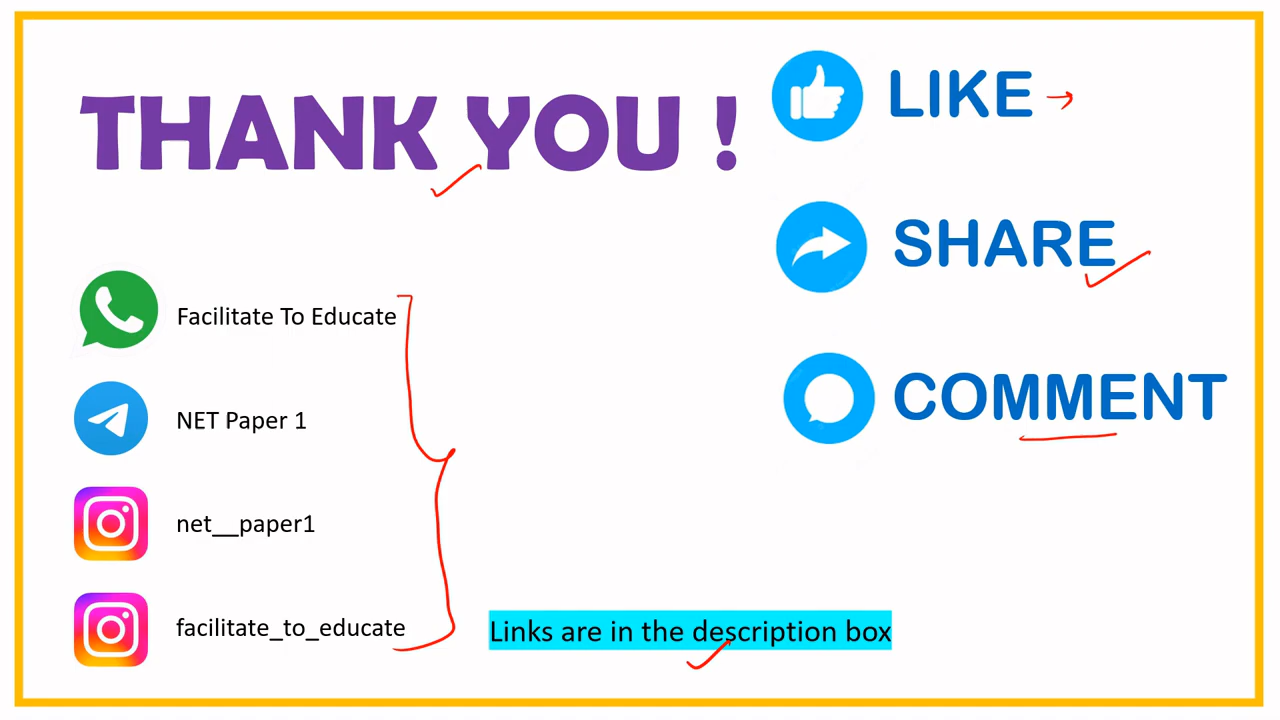 THANK YOU !
LIKE
SHARE
COMMENT
Facilitate To Educate
NET Paper 1
net__paper1
facilitate_to_educate
Links are in the description box